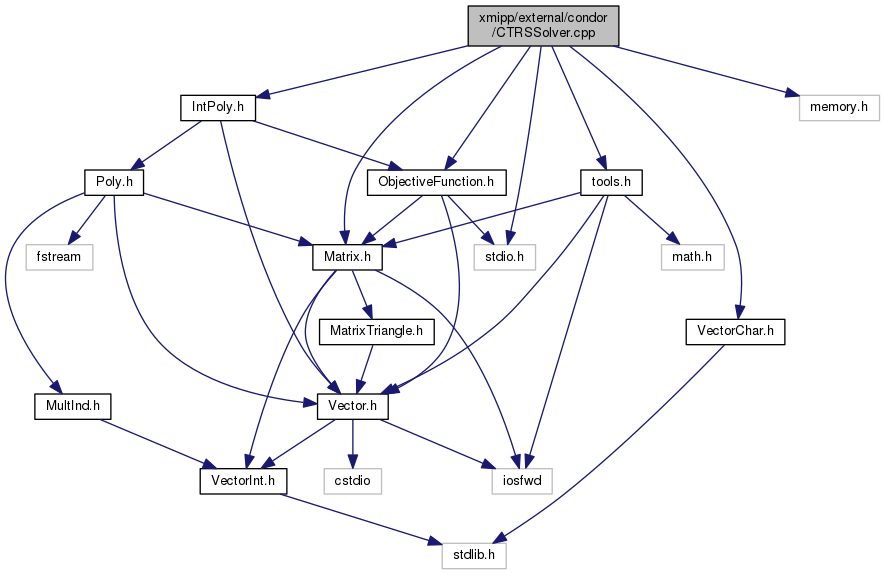 xmipp/external/condor
/CTRSSolver.cpp
IntPoly.h
memory.h
Poly.h
ObjectiveFunction.h
tools.h
fstream
Matrix.h
stdio.h
math.h
MatrixTriangle.h
VectorChar.h
MultInd.h
Vector.h
VectorInt.h
cstdio
iosfwd
stdlib.h